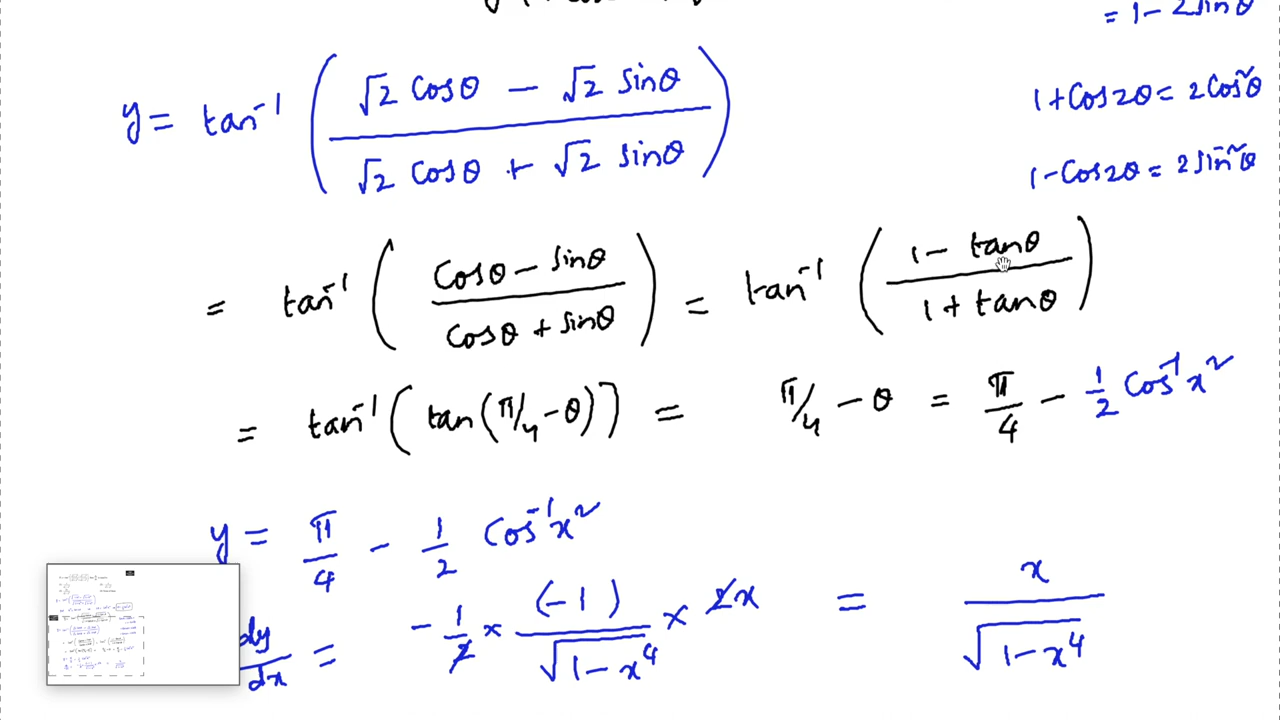 = 1 - 2sin²θ
y = tan⁻¹ ( (√2 Cosθ - √2 sinθ) / (√2 Cosθ + √2 sinθ) )
1 + Cos2θ = 2Cos²θ
1 - Cos2θ = 2sin²θ
= tan⁻¹ ( (Cosθ - sinθ) / (Cosθ + sinθ) ) = tan⁻¹ ( (1 - tanθ) / (1 + tanθ) )
= tan⁻¹ ( tan(π/4 - θ) ) = π/4 - θ = π/4 - 1/2 Cos⁻¹x²
y = π/4 - 1/2 Cos⁻¹x²
dy/dx = - 1/2 × (-1)/√(1-x⁴) × 2x = x/√(1-x⁴)